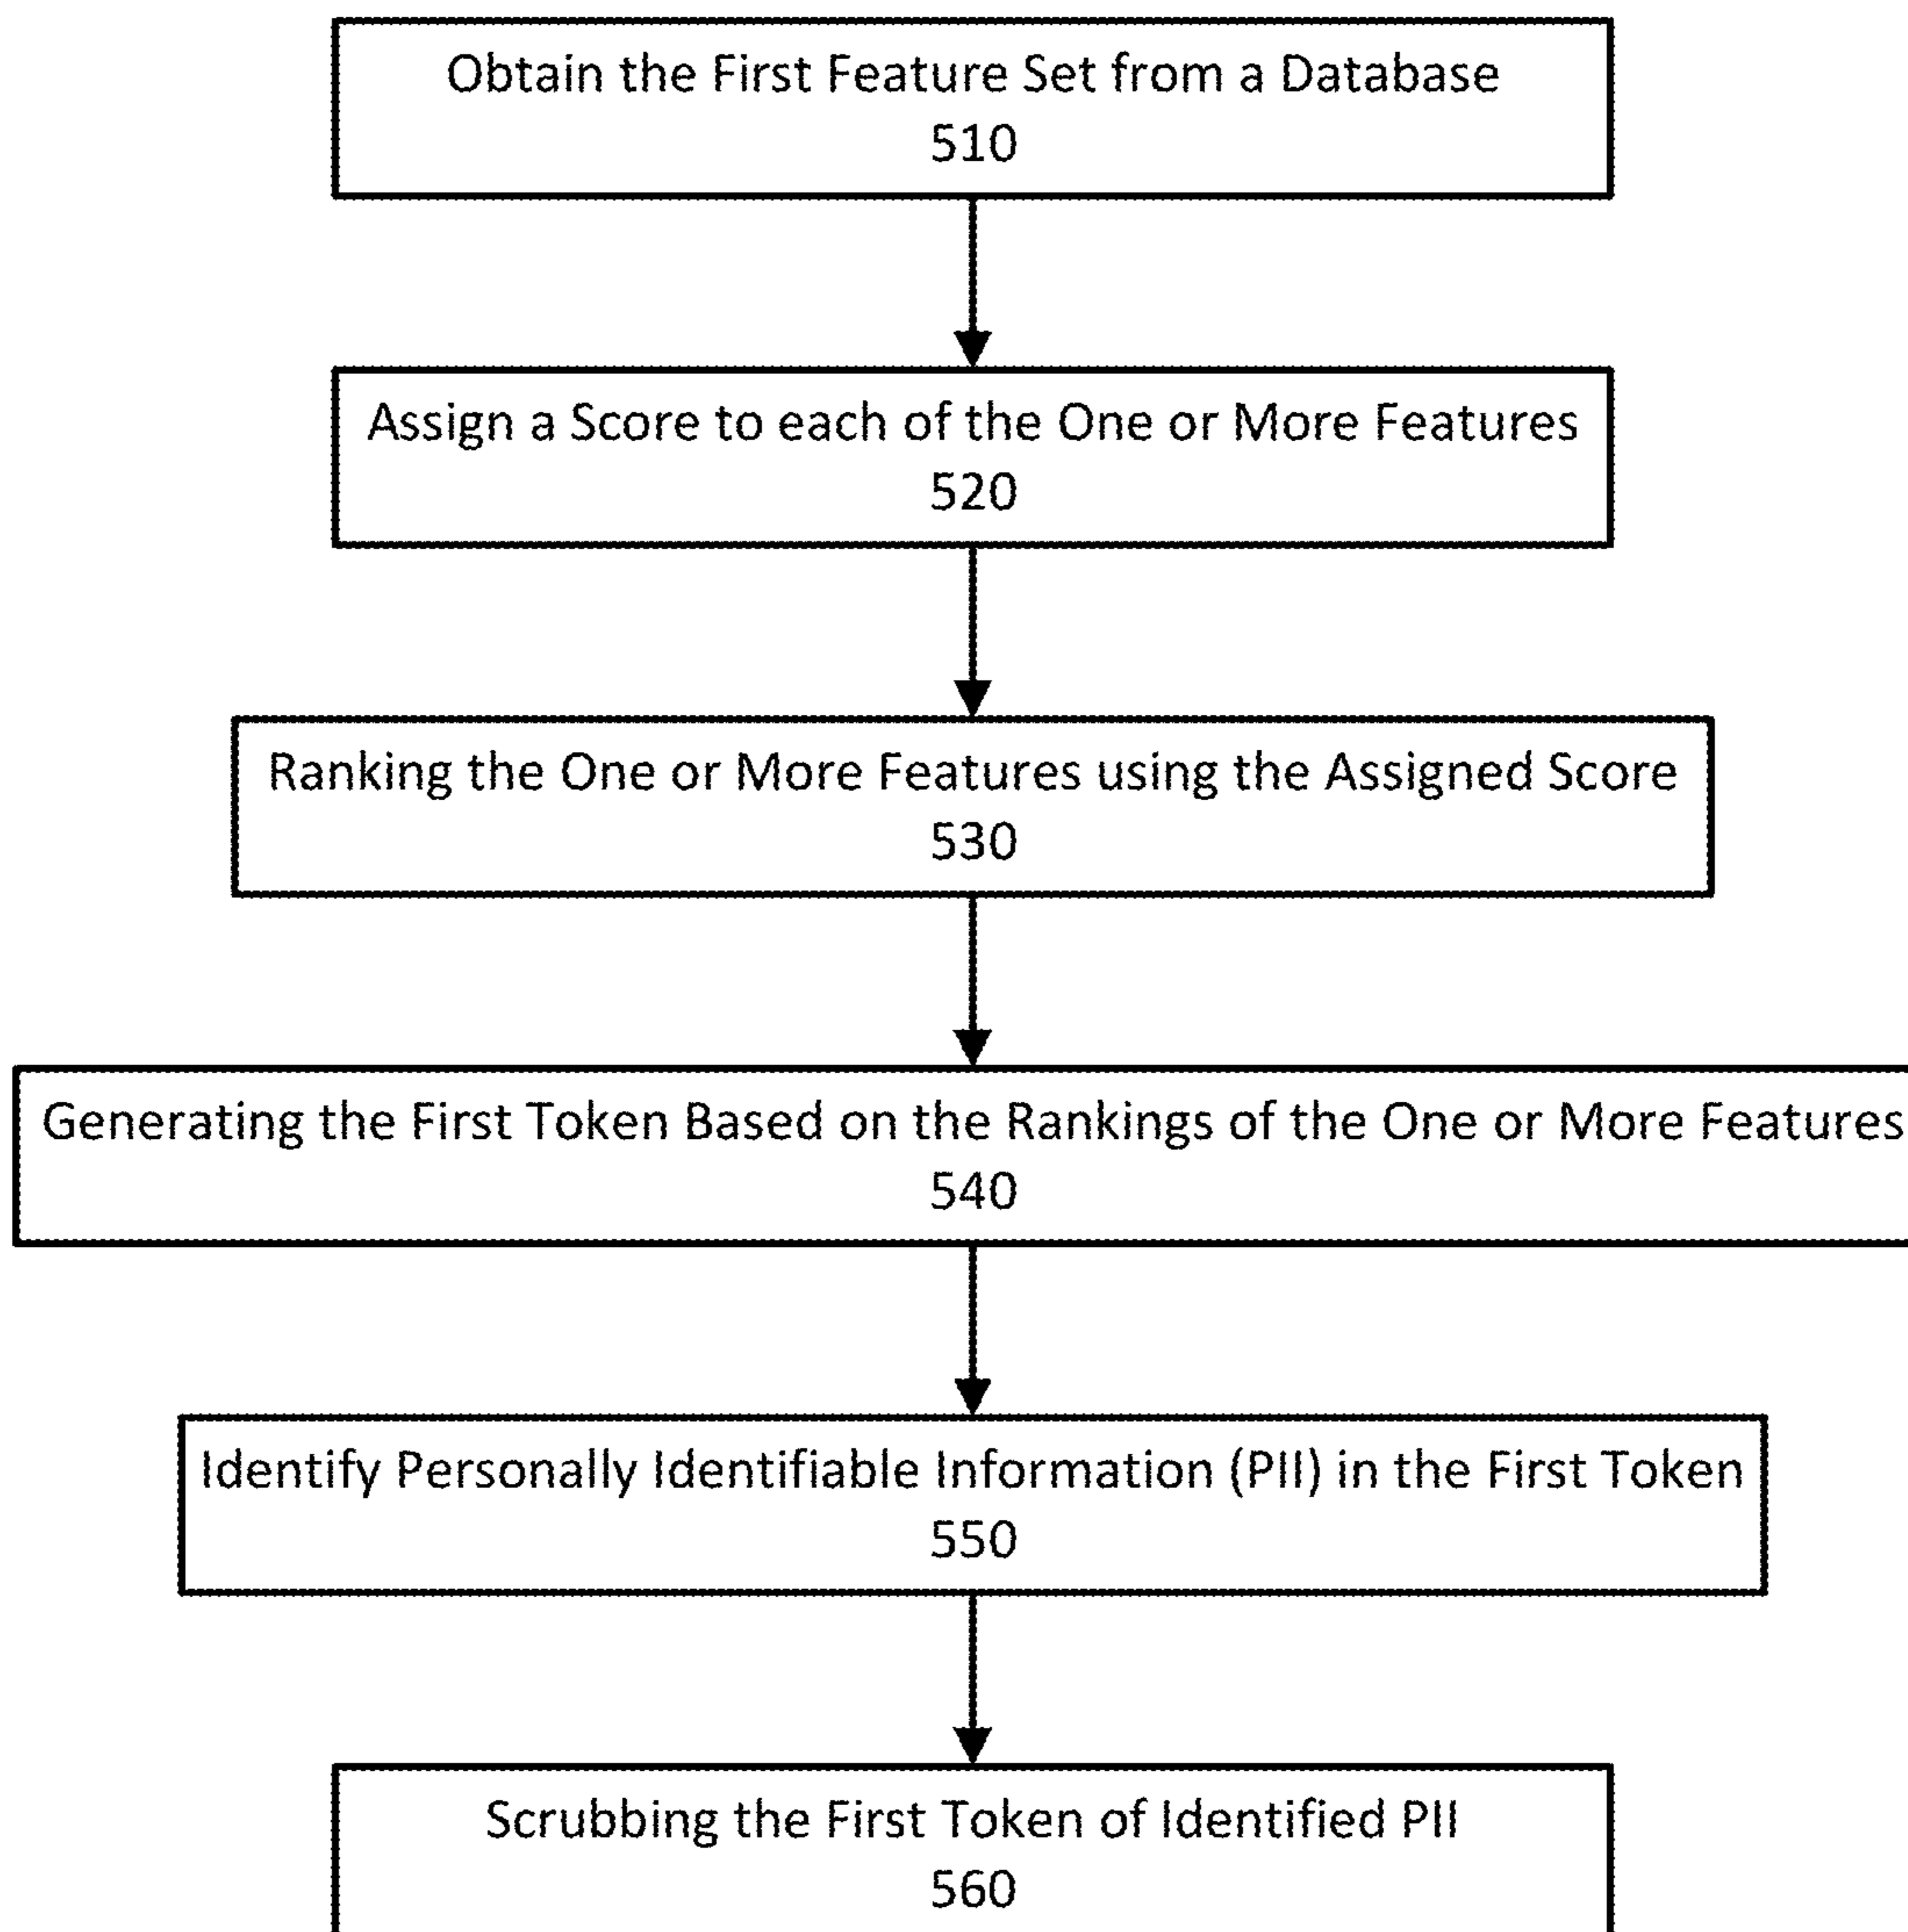 Obtain the First Feature Set from a Database
510
Assign a Score to each of the One or More Features
520
Ranking the One or More Features using the Assigned Score
530
Generating the First Token Based on the Rankings of the One or More Features
540
Identify Personally Identifiable Information (PII) in the First Token
550
Scrubbing the First Token of Identified PII
560